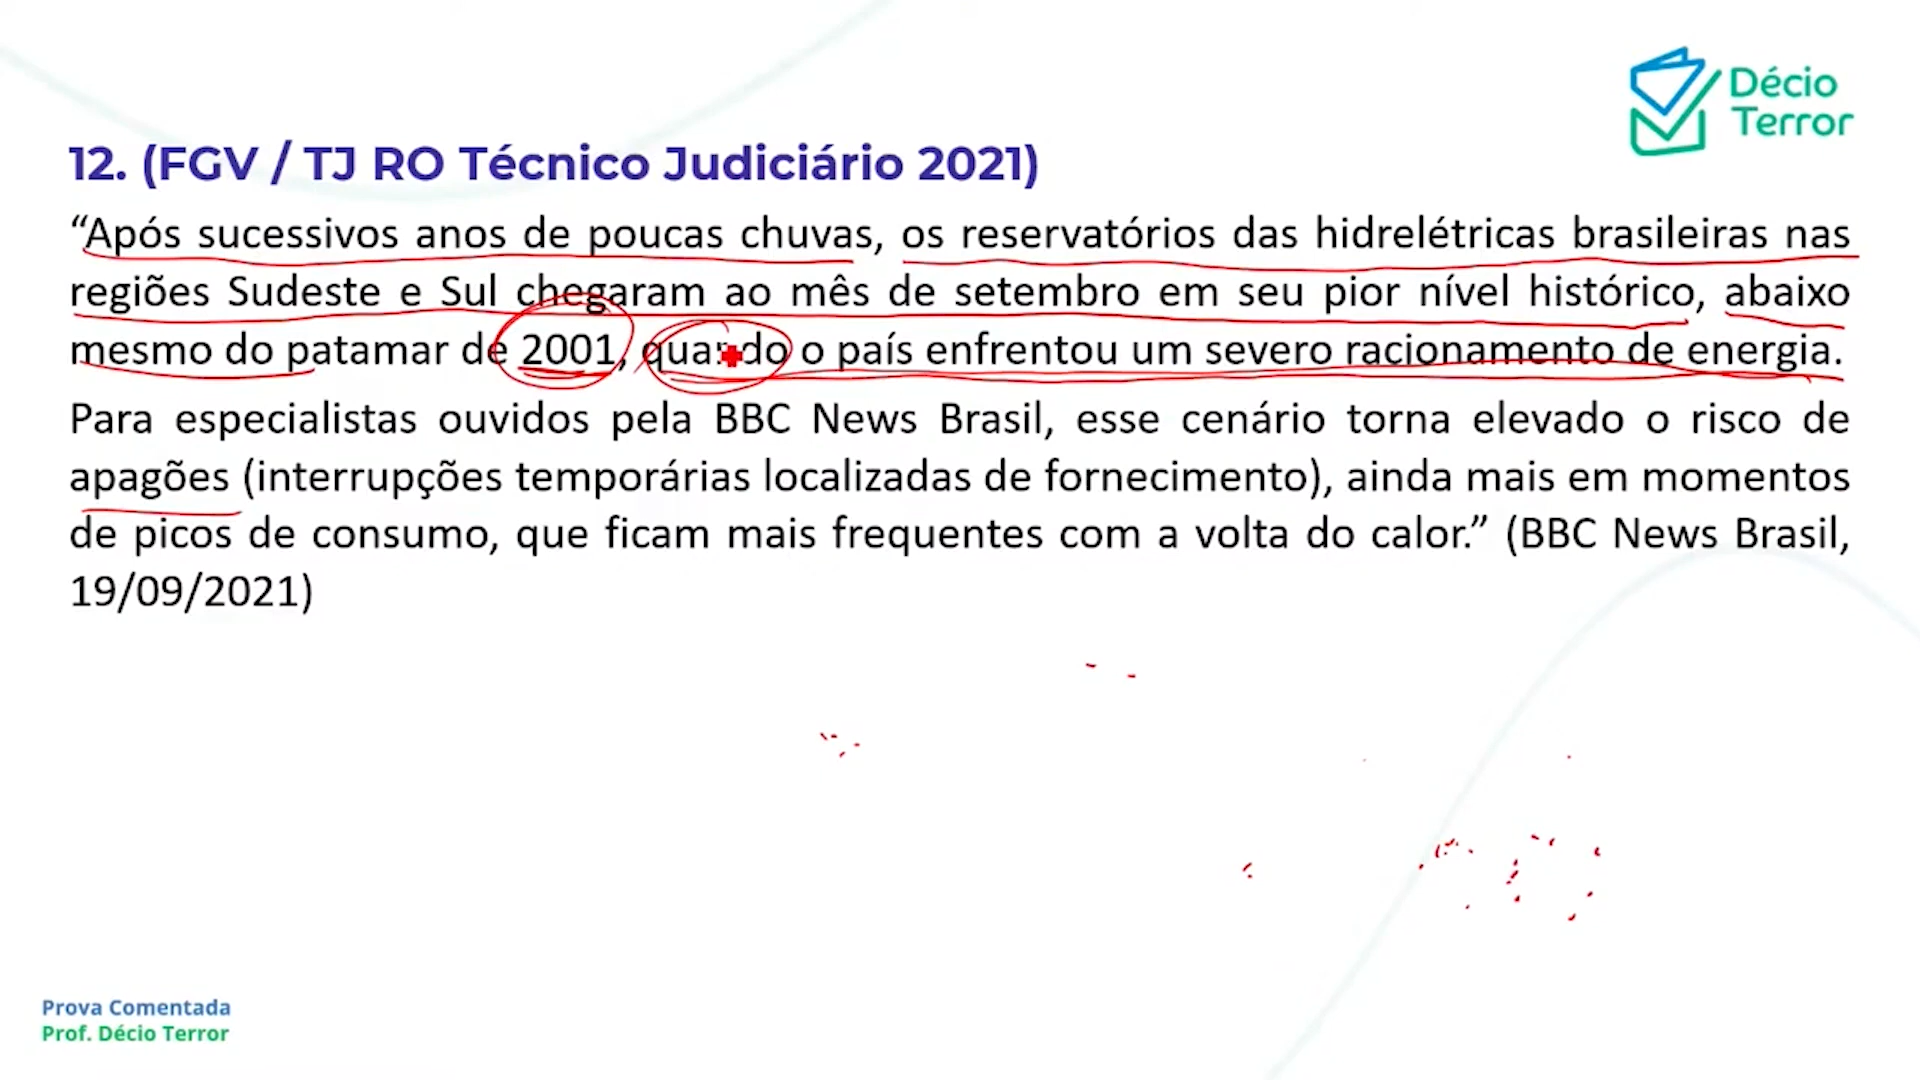 Décio
Terror
12. (FGV / TJ RO Técnico Judiciário 2021)
“Após sucessivos anos de poucas chuvas, os reservatórios das hidrelétricas brasileiras nas
regiões Sudeste e Sul chegaram ao mês de setembro em seu pior nível histórico, abaixo
mesmo do patamar de 2001, quando o país enfrentou um severo racionamento de energia.
Para especialistas ouvidos pela BBC News Brasil, esse cenário torna elevado o risco de
apagões (interrupções temporárias localizadas de fornecimento), ainda mais em momentos
de picos de consumo, que ficam mais frequentes com a volta do calor.” (BBC News Brasil,
19/09/2021)
Prova Comentada
Prof. Décio Terror